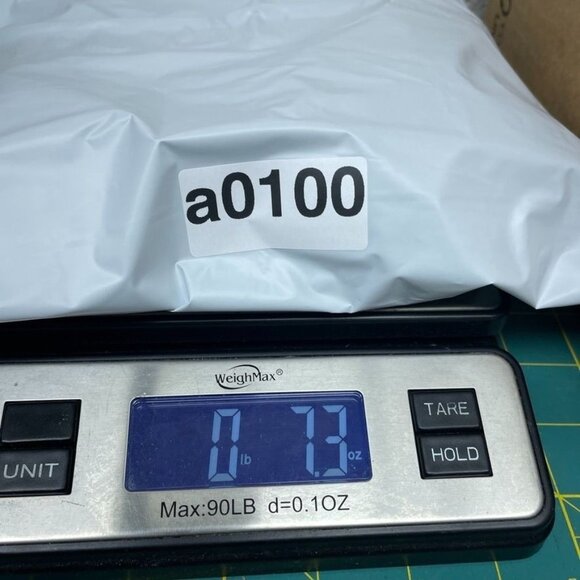 a0100
WeighMax®
0 lb 7.3 oz
TARE
UNIT
HOLD
Max:90LB d=0.1OZ